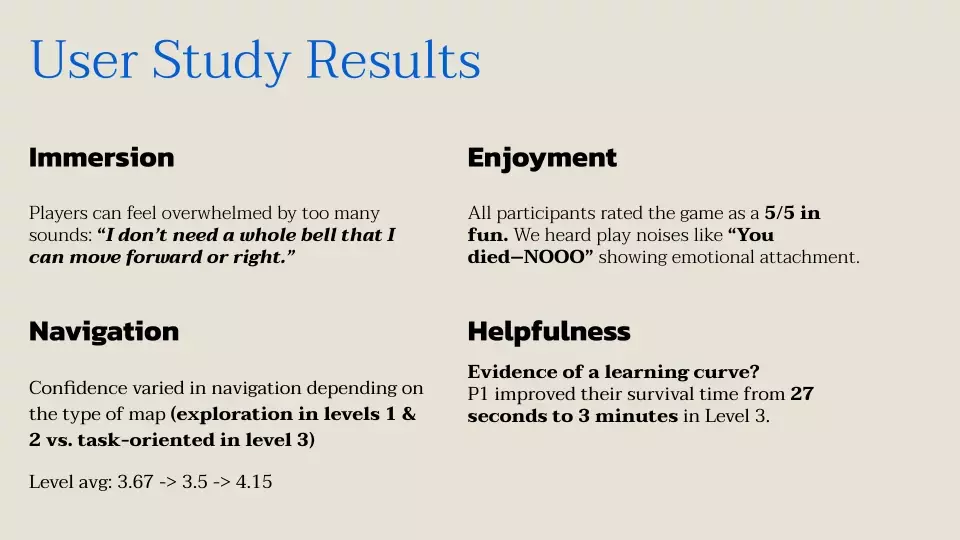 User Study Results
Immersion
Players can feel overwhelmed by too many
sounds: “I don’t need a whole bell that I
can move forward or right.”
Enjoyment
All participants rated the game as a 5/5 in
fun. We heard play noises like “You
died—NOOO” showing emotional attachment.
Navigation
Confidence varied in navigation depending on
the type of map (exploration in levels 1 &
2 vs. task-oriented in level 3)
Level avg: 3.67 -> 3.5 -> 4.15
Helpfulness
Evidence of a learning curve?
P1 improved their survival time from 27
seconds to 3 minutes in Level 3.